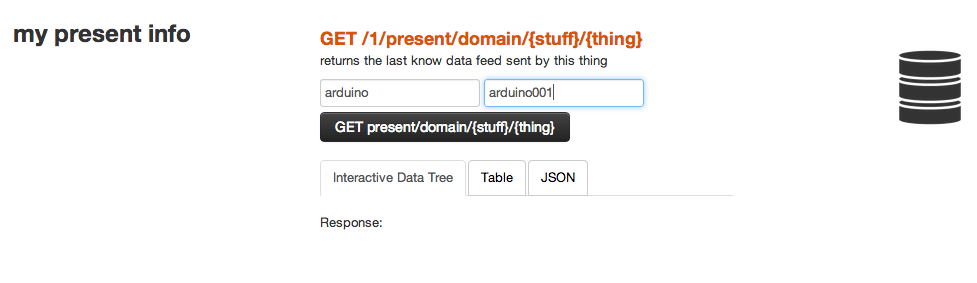 my present info
GET /1/present/domain/{stuff}/{thing}
returns the last know data feed sent by this thing
arduino arduino001
GET present/domain/{stuff}/{thing}
Interactive Data Tree Table JSON
Response: